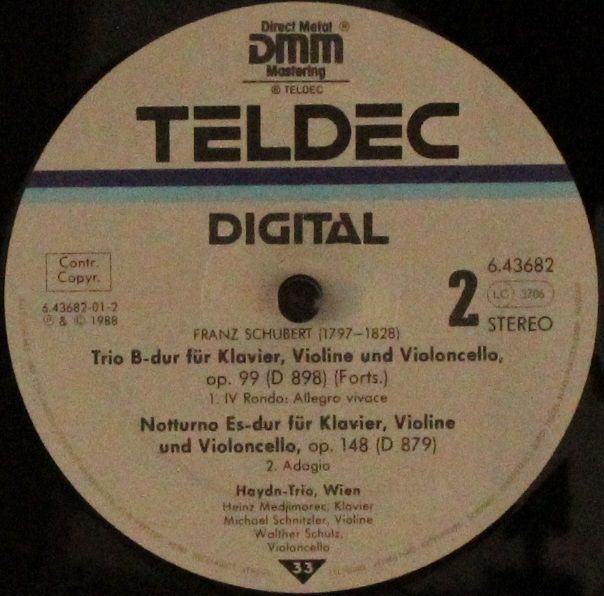 Direct Metal ®
DMM
Mastering
® TELDEC
TELDEC
DIGITAL
Contr.
Copyr.
6.43682-01-2
℗ & © 1988
2
6.43682
LC 3706
STEREO
FRANZ SCHUBERT (1797–1828)
Trio B-dur für Klavier, Violine und Violoncello,
op. 99 (D 898) (Forts.)
1. IV Rondo: Allegro vivace
Notturno Es-dur für Klavier, Violine
und Violoncello, op. 148 (D 879)
2. Adagio
Haydn-Trio, Wien
Heinz Medjimorec, Klavier
Michael Schnitzler, Violine
Walther Schulz,
Violoncello
33